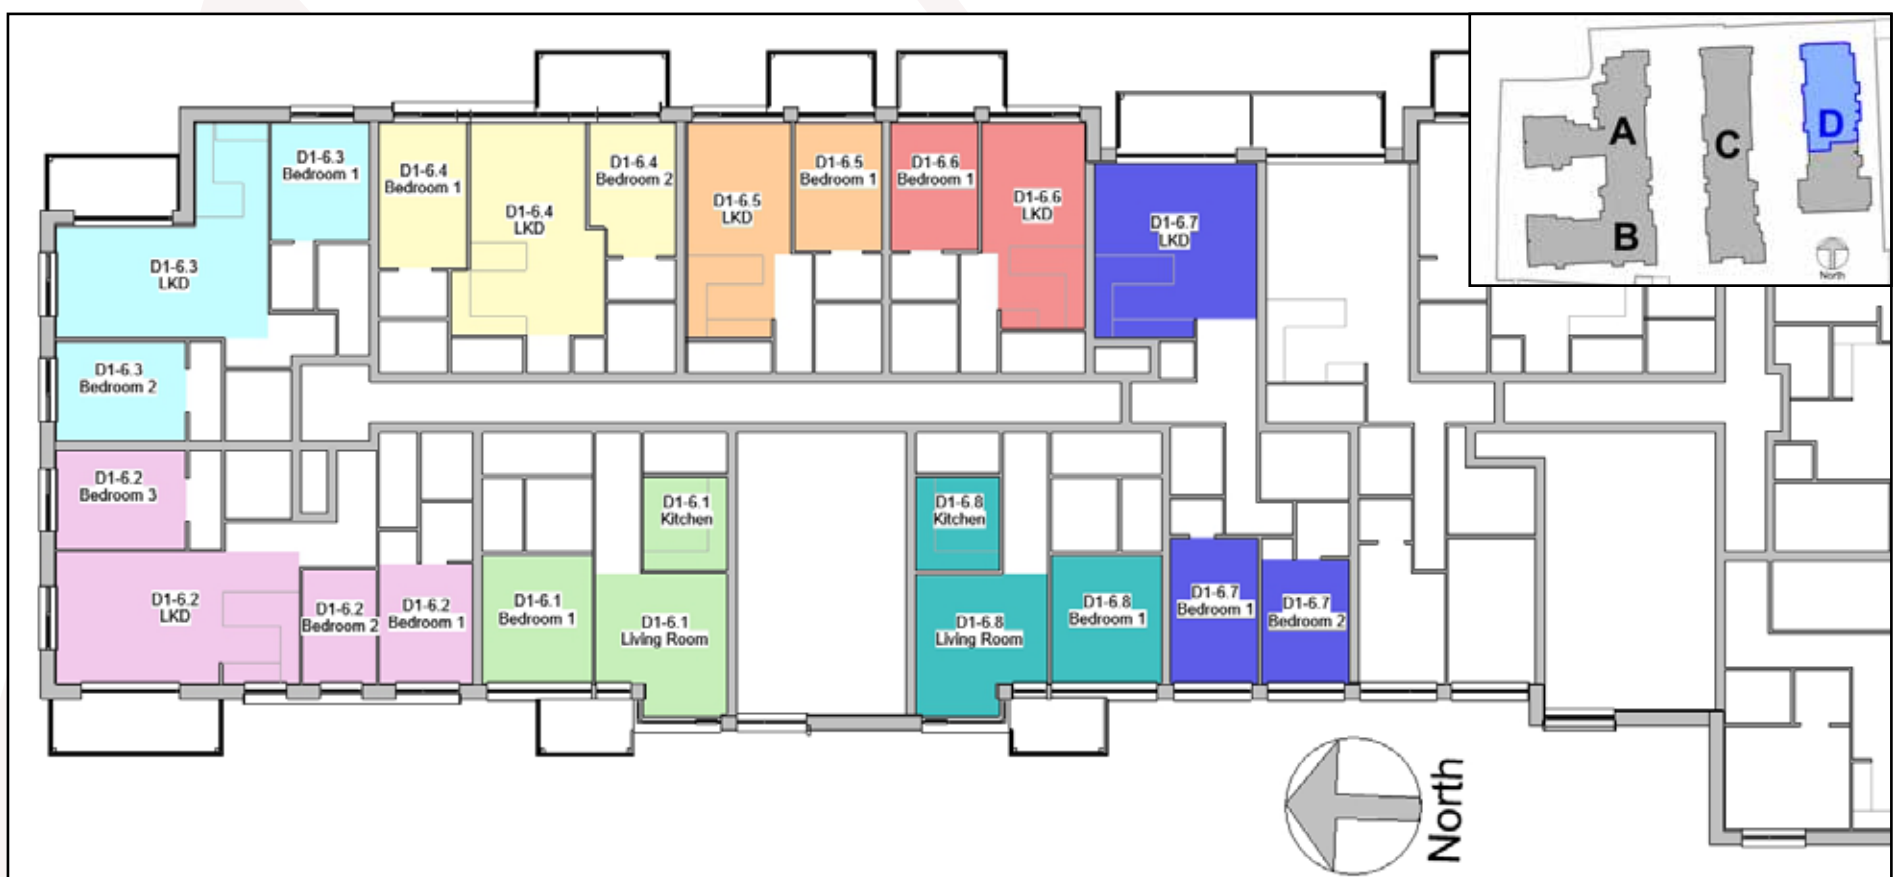 A
B
C
D
North
D1-6.3
Bedroom 1
D1-6.4
Bedroom 1
D1-6.4
Bedroom 2
D1-6.5
Bedroom 1
D1-6.6
Bedroom 1
D1-6.4
LKD
D1-6.5
LKD
D1-6.6
LKD
D1-6.7
LKD
D1-6.3
LKD
D1-6.3
Bedroom 2
D1-6.2
Bedroom 3
D1-6.1
Kitchen
D1-6.8
Kitchen
D1-6.2
LKD
D1-6.2
Bedroom 2
D1-6.2
Bedroom 1
D1-6.1
Bedroom 1
D1-6.1
Living Room
D1-6.8
Living Room
D1-6.8
Bedroom 1
D1-6.7
Bedroom 1
D1-6.7
Bedroom 2
North